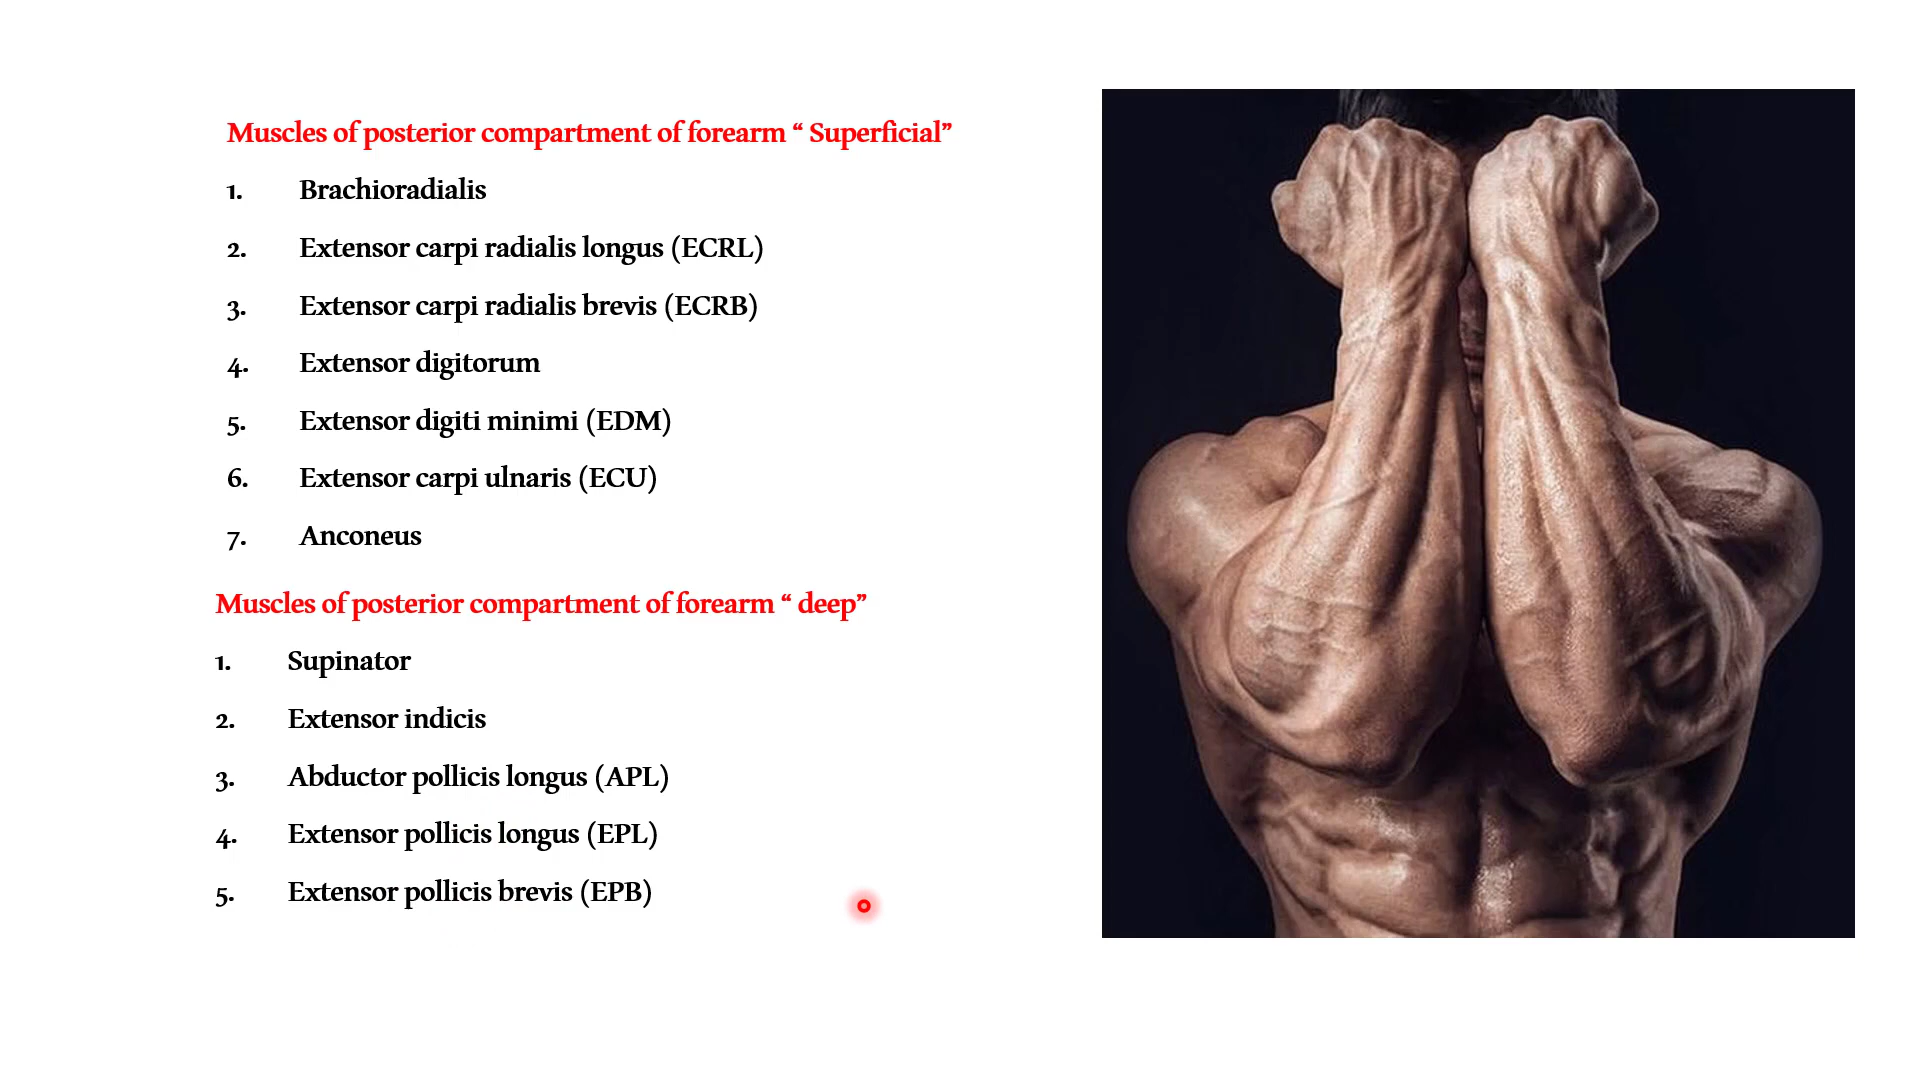 Muscles of posterior compartment of forearm “ Superficial”
1. Brachioradialis
2. Extensor carpi radialis longus (ECRL)
3. Extensor carpi radialis brevis (ECRB)
4. Extensor digitorum
5. Extensor digiti minimi (EDM)
6. Extensor carpi ulnaris (ECU)
7. Anconeus
Muscles of posterior compartment of forearm “ deep”
1. Supinator
2. Extensor indicis
3. Abductor pollicis longus (APL)
4. Extensor pollicis longus (EPL)
5. Extensor pollicis brevis (EPB)